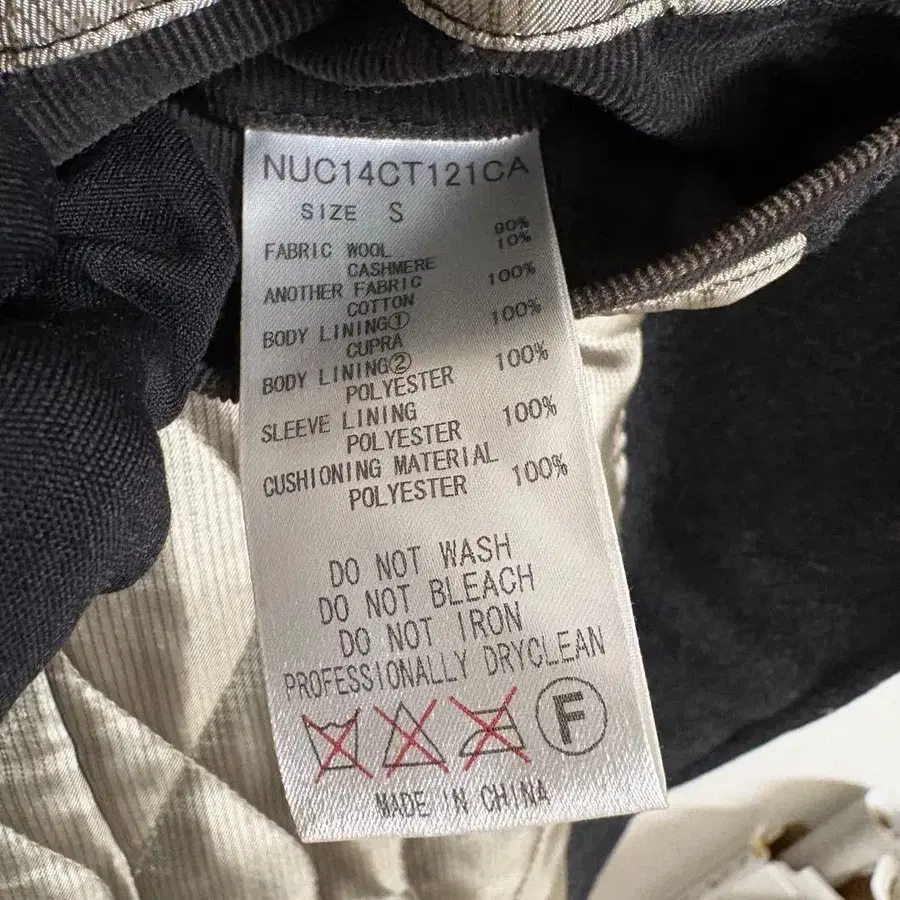 NUC14CT121CA
SIZE S
FABRIC WOOL 90%
CASHMERE 10%
ANOTHER FABRIC 100%
COTTON
BODY LINING① 100%
CUPRA
BODY LINING② 100%
POLYESTER
SLEEVE LINING 100%
POLYESTER
CUSHIONING MATERIAL 100%
POLYESTER
DO NOT WASH
DO NOT BLEACH
DO NOT IRON
PROFESSIONALLY DRYCLEAN
F
MADE IN CHINA